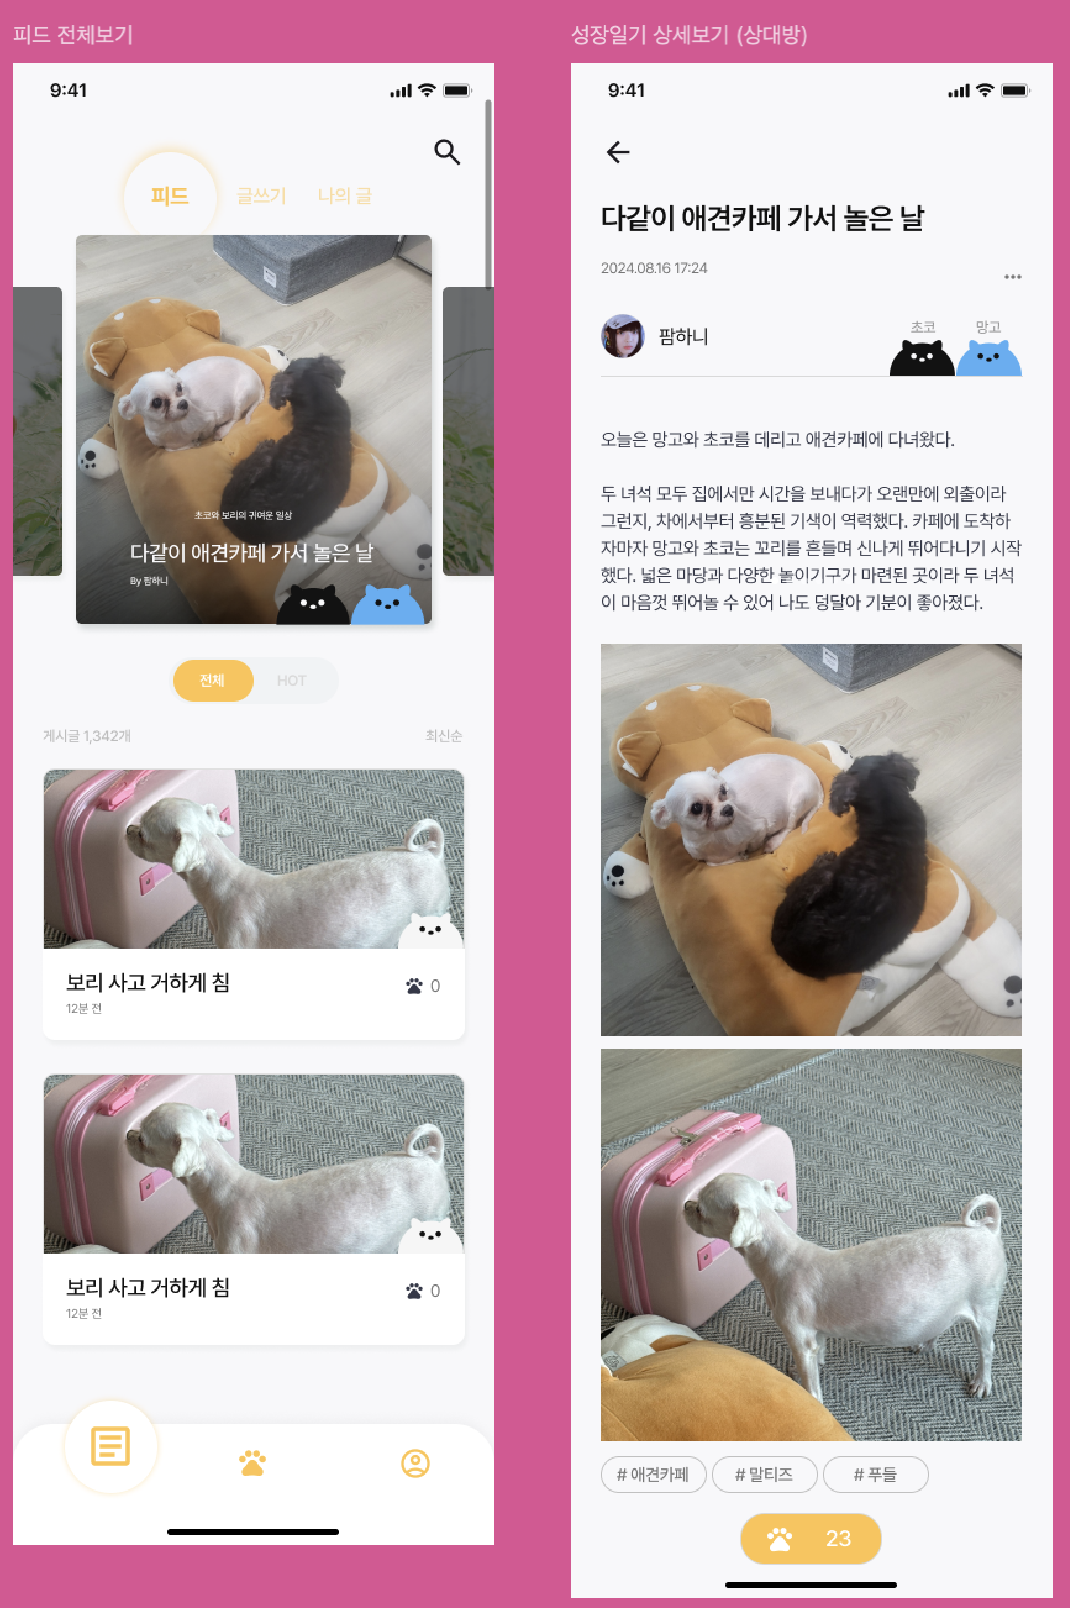 피드 전체보기
9:41
피드 글쓰기 나의 글
초코와 보리의 귀여운 일상
다같이 애견카페 가서 놀은 날
By 팜하니
전체 HOT
게시글 1,342개 최신순
보리 사고 거하게 침 0
12분 전
보리 사고 거하게 침 0
12분 전
성장일기 상세보기 (상대방)
9:41
다같이 애견카페 가서 놀은 날
2024.08.16 17:24
팜하니 초코 망고
오늘은 망고와 초코를 데리고 애견카페에 다녀왔다.
두 녀석 모두 집에서만 시간을 보내다가 오랜만에 외출이라
그런지, 차에서부터 흥분된 기색이 역력했다. 카페에 도착하
자마자 망고와 초코는 꼬리를 흔들며 신나게 뛰어다니기 시작
했다. 넓은 마당과 다양한 놀이기구가 마련된 곳이라 두 녀석
이 마음껏 뛰어놀 수 있어 나도 덩달아 기분이 좋아졌다.
# 애견카페 # 말티즈 # 푸들
23